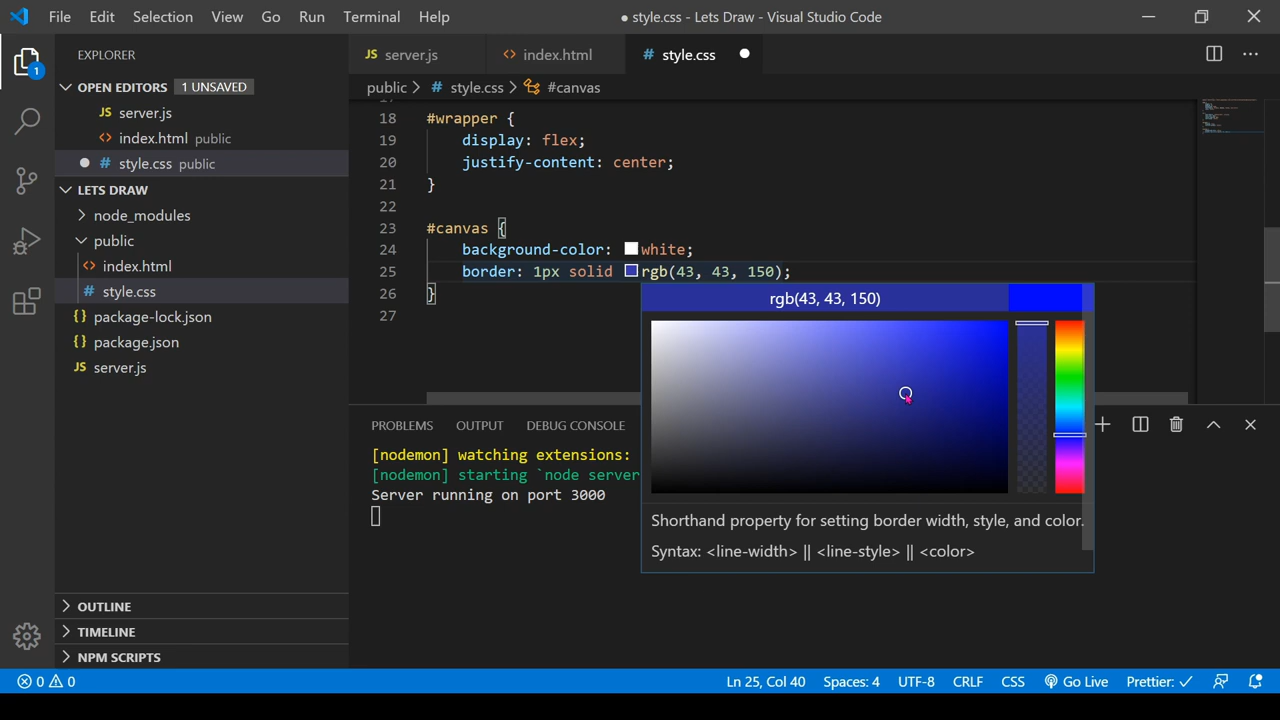 File Edit Selection View Go Run Terminal Help
● style.css - Lets Draw - Visual Studio Code
1
EXPLORER
OPEN EDITORS 1 UNSAVED
JS server.js
<> index.html public
● # style.css public
LETS DRAW
node_modules
public
<> index.html
# style.css
{} package-lock.json
{} package.json
JS server.js
OUTLINE
TIMELINE
NPM SCRIPTS
JS server.js <> index.html # style.css ●
public > # style.css > #canvas
18 #wrapper {
19 display: flex;
20 justify-content: center;
21 }
22
23 #canvas {
24 background-color: white;
25 border: 1px solid rgb(43, 43, 150);
26 }
27
rgb(43, 43, 150)
Shorthand property for setting border width, style, and color.
Syntax: <line-width> || <line-style> || <color>
PROBLEMS OUTPUT DEBUG CONSOLE
[nodemon] watching extensions:
[nodemon] starting `node server
Server running on port 3000
0 0 Ln 25, Col 40 Spaces: 4 UTF-8 CRLF CSS Go Live Prettier: ✓